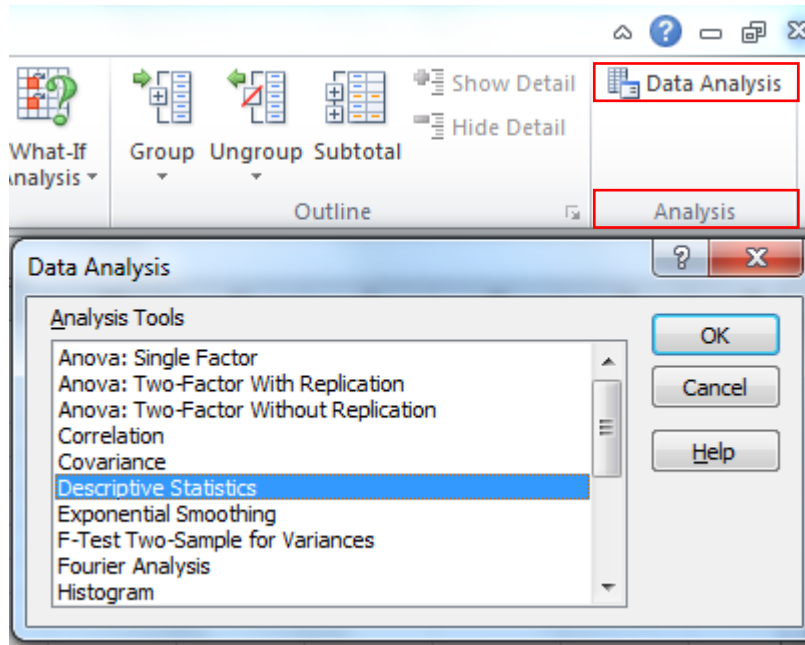 Show Detail
Data Analysis
Hide Detail
What-If
Analysis
Group
Ungroup
Subtotal
Outline
Analysis
Data Analysis
Analysis Tools
Anova: Single Factor
Anova: Two-Factor With Replication
Anova: Two-Factor Without Replication
Correlation
Covariance
Descriptive Statistics
Exponential Smoothing
F-Test Two-Sample for Variances
Fourier Analysis
Histogram
OK
Cancel
Help